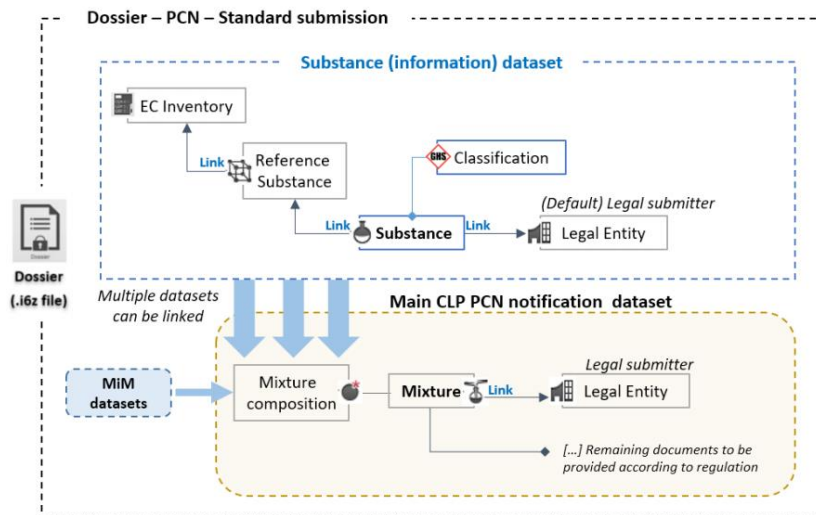 Dossier – PCN – Standard submission
Substance (information) dataset
EC Inventory
Link
Reference
Substance
GHS
Classification
(Default) Legal submitter
Link
Substance
Link
Legal Entity
Dossier
Dossier
(.i6z file)
Multiple datasets
can be linked
Main CLP PCN notification dataset
MiM
datasets
Mixture
composition
*
Mixture
Link
Legal submitter
Legal Entity
[...] Remaining documents to be
provided according to regulation